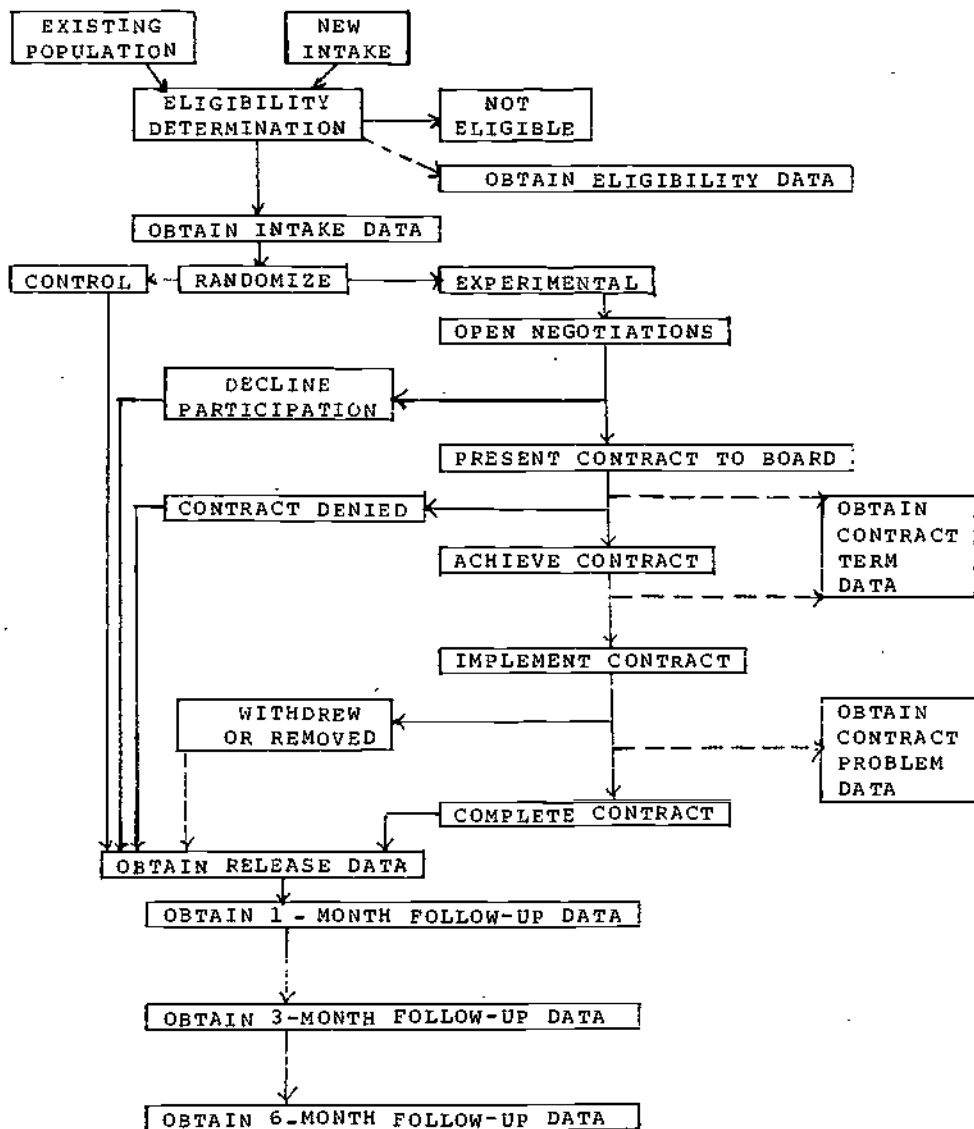 EXISTING
POPULATION
NEW
INTAKE
ELIGIBILITY
DETERMINATION
NOT
ELIGIBLE
OBTAIN ELIGIBILITY DATA
OBTAIN INTAKE DATA
CONTROL
RANDOMIZE
EXPERIMENTAL
OPEN NEGOTIATIONS
DECLINE
PARTICIPATION
PRESENT CONTRACT TO BOARD
CONTRACT DENIED
OBTAIN
CONTRACT
TERM
DATA
ACHIEVE CONTRACT
IMPLEMENT CONTRACT
WITHDREW
OR REMOVED
OBTAIN
CONTRACT
PROBLEM
DATA
COMPLETE CONTRACT
OBTAIN RELEASE DATA
OBTAIN 1-MONTH FOLLOW-UP DATA
OBTAIN 3-MONTH FOLLOW-UP DATA
OBTAIN 6-MONTH FOLLOW-UP DATA